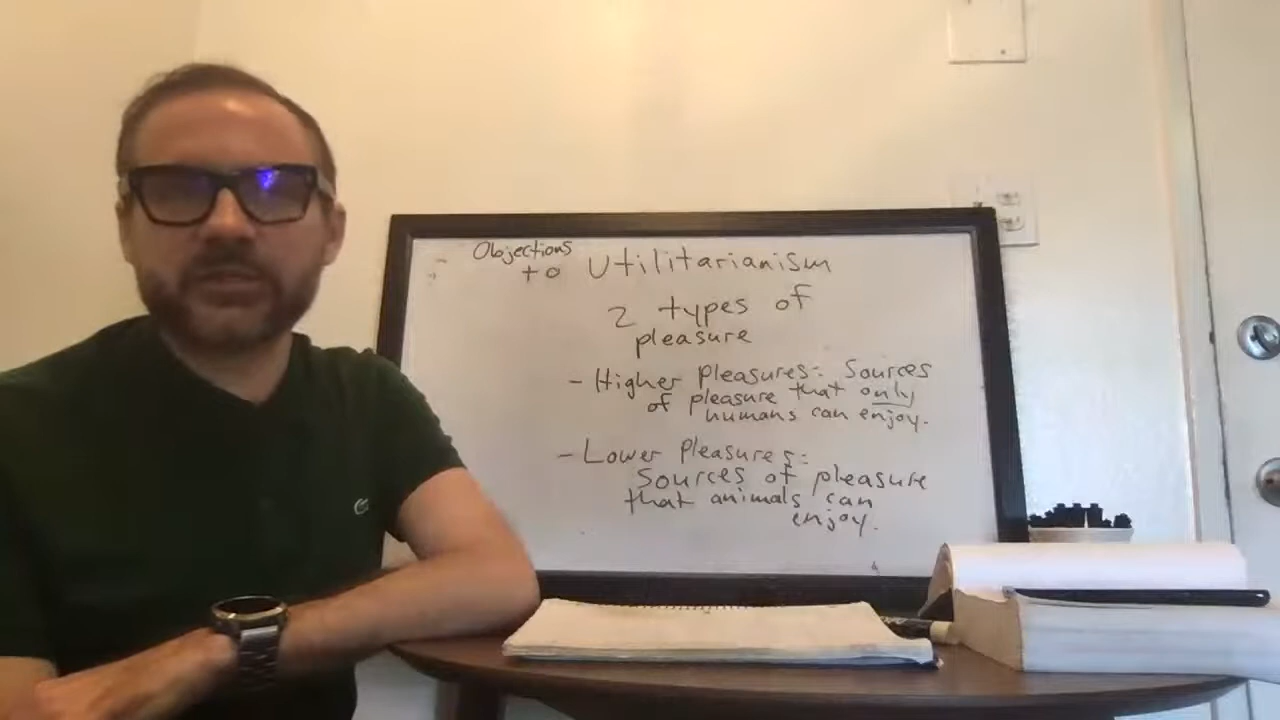 Objections
to Utilitarianism
2 types of
pleasure
- Higher Pleasures: Sources
of pleasure that only
humans can enjoy.
- Lower Pleasures:
Sources of pleasure
that animals can
enjoy.